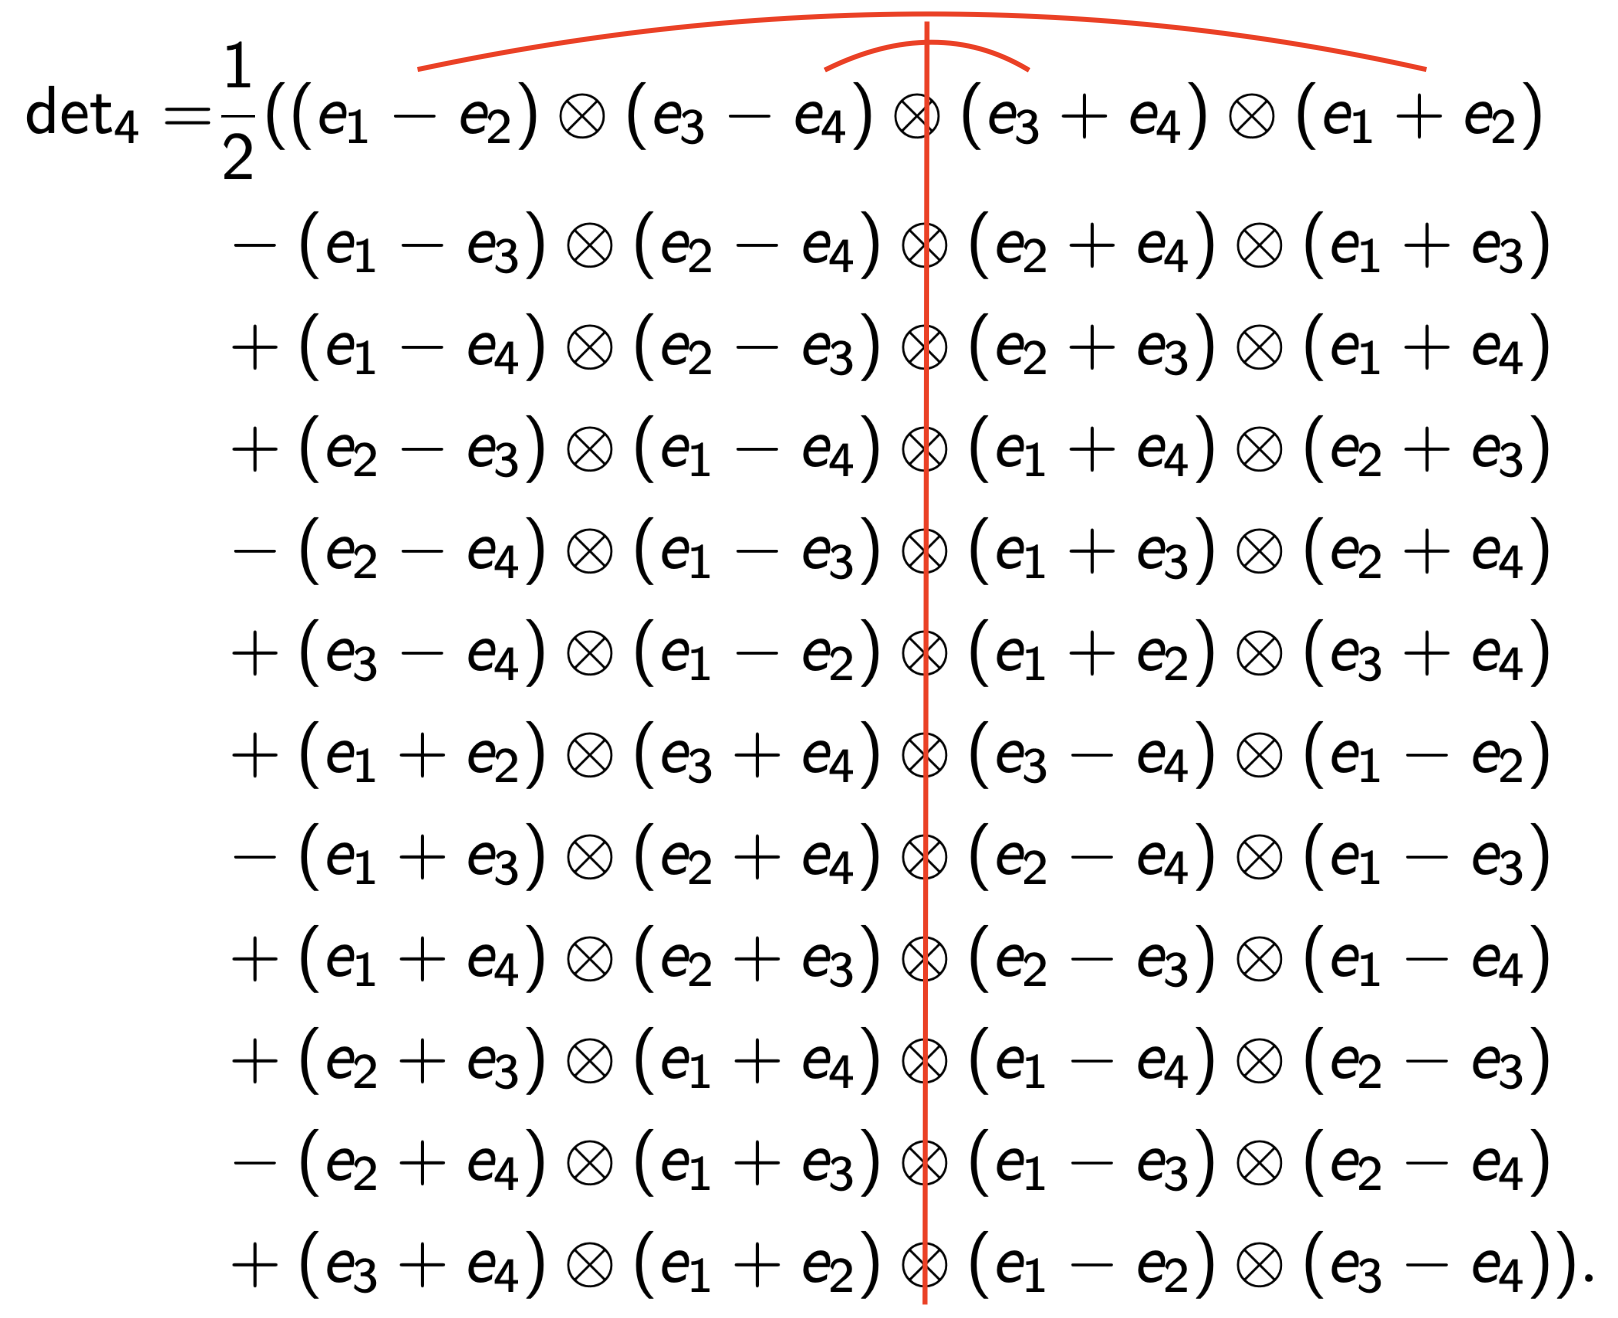 det₄ = 1/2 ((e₁ − e₂) ⊗ (e₃ − e₄) ⊗ (e₃ + e₄) ⊗ (e₁ + e₂)
− (e₁ − e₃) ⊗ (e₂ − e₄) ⊗ (e₂ + e₄) ⊗ (e₁ + e₃)
+ (e₁ − e₄) ⊗ (e₂ − e₃) ⊗ (e₂ + e₃) ⊗ (e₁ + e₄)
+ (e₂ − e₃) ⊗ (e₁ − e₄) ⊗ (e₁ + e₄) ⊗ (e₂ + e₃)
− (e₂ − e₄) ⊗ (e₁ − e₃) ⊗ (e₁ + e₃) ⊗ (e₂ + e₄)
+ (e₃ − e₄) ⊗ (e₁ − e₂) ⊗ (e₁ + e₂) ⊗ (e₃ + e₄)
+ (e₁ + e₂) ⊗ (e₃ + e₄) ⊗ (e₃ − e₄) ⊗ (e₁ − e₂)
− (e₁ + e₃) ⊗ (e₂ + e₄) ⊗ (e₂ − e₄) ⊗ (e₁ − e₃)
+ (e₁ + e₄) ⊗ (e₂ + e₃) ⊗ (e₂ − e₃) ⊗ (e₁ − e₄)
+ (e₂ + e₃) ⊗ (e₁ + e₄) ⊗ (e₁ − e₄) ⊗ (e₂ − e₃)
− (e₂ + e₄) ⊗ (e₁ + e₃) ⊗ (e₁ − e₃) ⊗ (e₂ − e₄)
+ (e₃ + e₄) ⊗ (e₁ + e₂) ⊗ (e₁ − e₂) ⊗ (e₃ − e₄)).